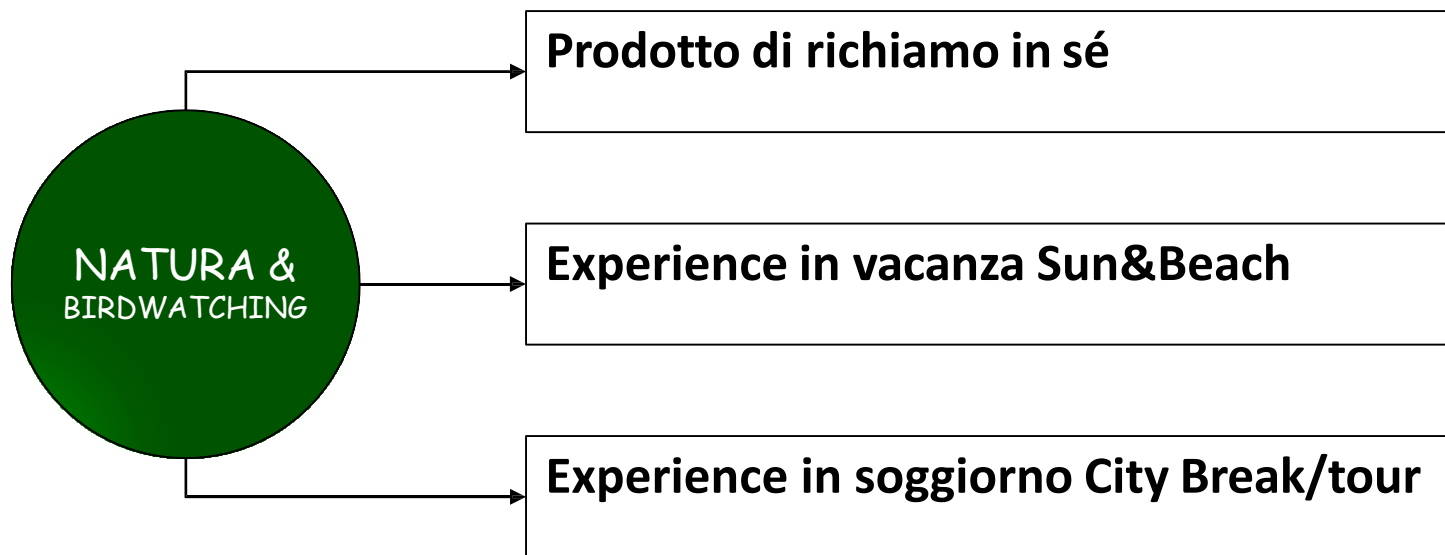 Prodotto di richiamo in sé
NATURA &
BIRDWATCHING
Experience in vacanza Sun&Beach
Experience in soggiorno City Break/tour